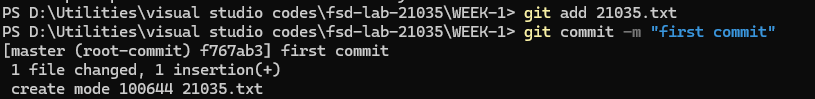 PS D:\Utilities\visual studio codes\fsd-lab-21035\WEEK-1> git add 21035.txt
PS D:\Utilities\visual studio codes\fsd-lab-21035\WEEK-1> git commit -m "first commit"
[master (root-commit) f767ab3] first commit
 1 file changed, 1 insertion(+)
 create mode 100644 21035.txt